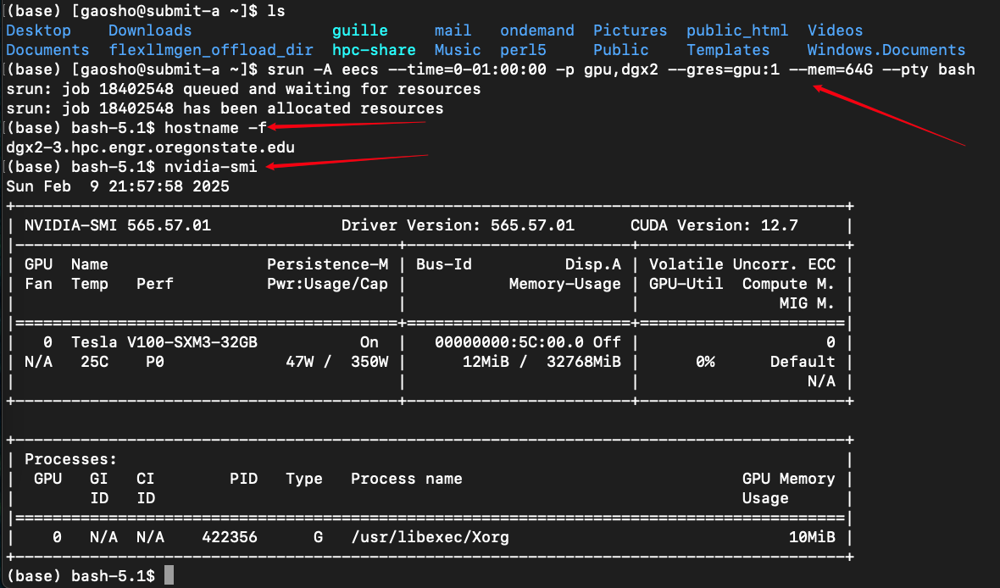 [(base) [gaosho@submit-a ~]$ ls
Desktop Downloads guille mail ondemand Pictures public_html Videos
Documents flexllmgen_offload_dir hpc-share Music perl5 Public Templates Windows.Documents
[(base) [gaosho@submit-a ~]$ srun -A eecs --time=0-01:00:00 -p gpu,dgx2 --gres=gpu:1 --mem=64G --pty bash
srun: job 18402548 queued and waiting for resources
srun: job 18402548 has been allocated resources
[(base) bash-5.1$ hostname -f
dgx2-3.hpc.engr.oregonstate.edu
[(base) bash-5.1$ nvidia-smi
Sun Feb  9 21:57:58 2025
+-----------------------------------------------------------------------------------------+
| NVIDIA-SMI 565.57.01              Driver Version: 565.57.01      CUDA Version: 12.7     |
|-----------------------------------------+------------------------+----------------------+
| GPU  Name                 Persistence-M | Bus-Id          Disp.A | Volatile Uncorr. ECC |
| Fan  Temp   Perf          Pwr:Usage/Cap |           Memory-Usage | GPU-Util  Compute M. |
|                                         |                        |               MIG M. |
|=========================================+========================+======================|
|   0  Tesla V100-SXM3-32GB           On  |   00000000:5C:00.0 Off |                    0 |
| N/A   25C    P0             47W /  350W |      12MiB /  32768MiB |      0%      Default |
|                                         |                        |                  N/A |
+-----------------------------------------+------------------------+----------------------+
+-----------------------------------------------------------------------------------------+
| Processes:                                                                              |
|  GPU   GI   CI        PID   Type   Process name                              GPU Memory |
|        ID   ID                                                               Usage      |
|=========================================================================================|
|    0   N/A  N/A    422356      G   /usr/libexec/Xorg                              10MiB |
+-----------------------------------------------------------------------------------------+
(base) bash-5.1$